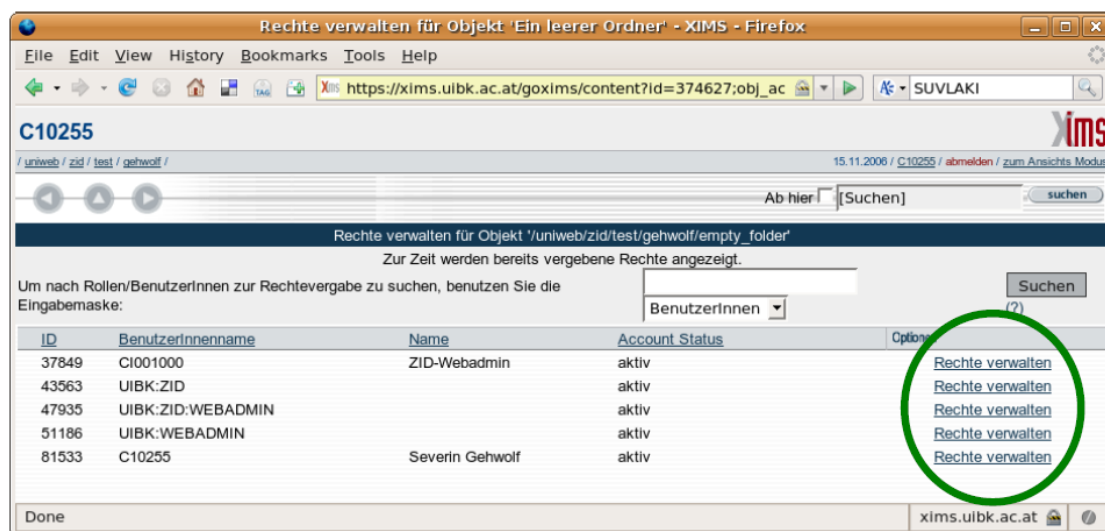 Rechte verwalten für Objekt 'Ein leerer Ordner' - XIMS - Firefox
File Edit View History Bookmarks Tools Help
TAG Xims https://xims.uibk.ac.at/goxims/content?id=374627;obj_ac SUVLAKI
C10255 Xims
/ uniweb / zid / test / gehwolf / 15.11.2006 / C10255 / abmelden / zum Ansichts Modus
Ab hier [Suchen] suchen
Rechte verwalten für Objekt '/uniweb/zid/test/gehwolf/empty_folder'
Zur Zeit werden bereits vergebene Rechte angezeigt.
Um nach Rollen/BenutzerInnen zur Rechtevergabe zu suchen, benutzen Sie die Suchen
Eingabemaske: BenutzerInnen (?)
ID BenutzerInnenname Name Account Status Optionen
37849 CI001000 ZID-Webadmin aktiv Rechte verwalten
43563 UIBK:ZID aktiv Rechte verwalten
47935 UIBK:ZID:WEBADMIN aktiv Rechte verwalten
51186 UIBK:WEBADMIN aktiv Rechte verwalten
81533 C10255 Severin Gehwolf aktiv Rechte verwalten
Done xims.uibk.ac.at